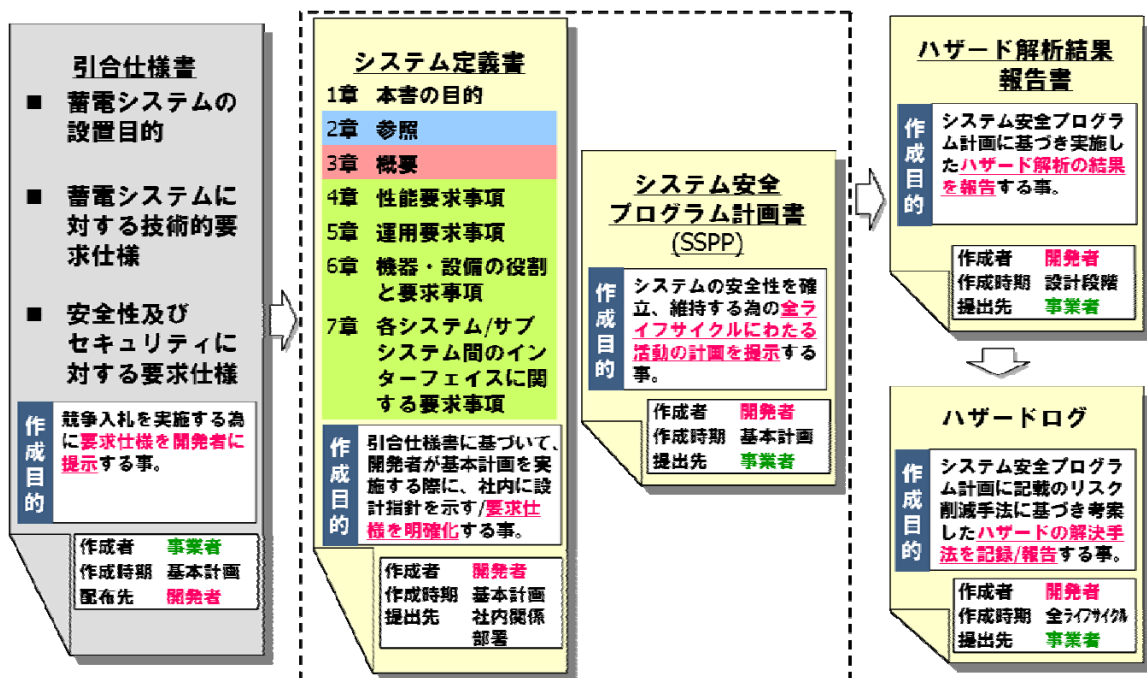 引合仕様書
■ 蓄電システムの
設置目的
■ 蓄電システムに
対する技術的要
求仕様
■ 安全性及び
セキュリティに
対する要求仕様
作成目的
競争入札を実施する為
に要求仕様を開発者に
提示する事。
作成者 事業者
作成時期 基本計画
配布先 開発者
システム定義書
1章 本書の目的
2章 参照
3章 概要
4章 性能要求事項
5章 運用要求事項
6章 機器・設備の役割
と要求事項
7章 各システム/サブ
システム間のイン
ターフェイスに関
する要求事項
作成目的
引合仕様書に基づいて、
開発者が基本計画を実
施する際に、社内に設
計指針を示す/要求仕
様を明確化する事。
作成者 開発者
作成時期 基本計画
提出先 社内関係
部署
システム安全
プログラム計画書
(SSPP)
作成目的
システムの安全性を確
立、維持する為の全ラ
イフサイクルにわたる
活動の計画を提示する
事。
作成者 開発者
作成時期 基本計画
提出先 事業者
ハザード解析結果
報告書
作成目的
システム安全プログラ
ム計画に基づき実施し
たハザード解析の結果
を報告する事。
作成者 開発者
作成時期 設計段階
提出先 事業者
ハザードログ
作成目的
システム安全プログラ
ム計画に記載のリスク
削減手法に基づき考案
したハザードの解決手
法を記録/報告する事。
作成者 開発者
作成時期 全ライフサイクル
提出先 事業者